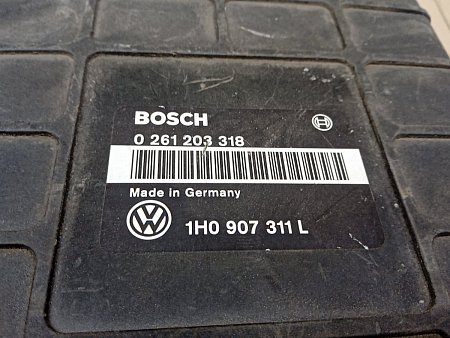 BOSCH
0 261 203 318
Made in Germany
1H0 907 311 L